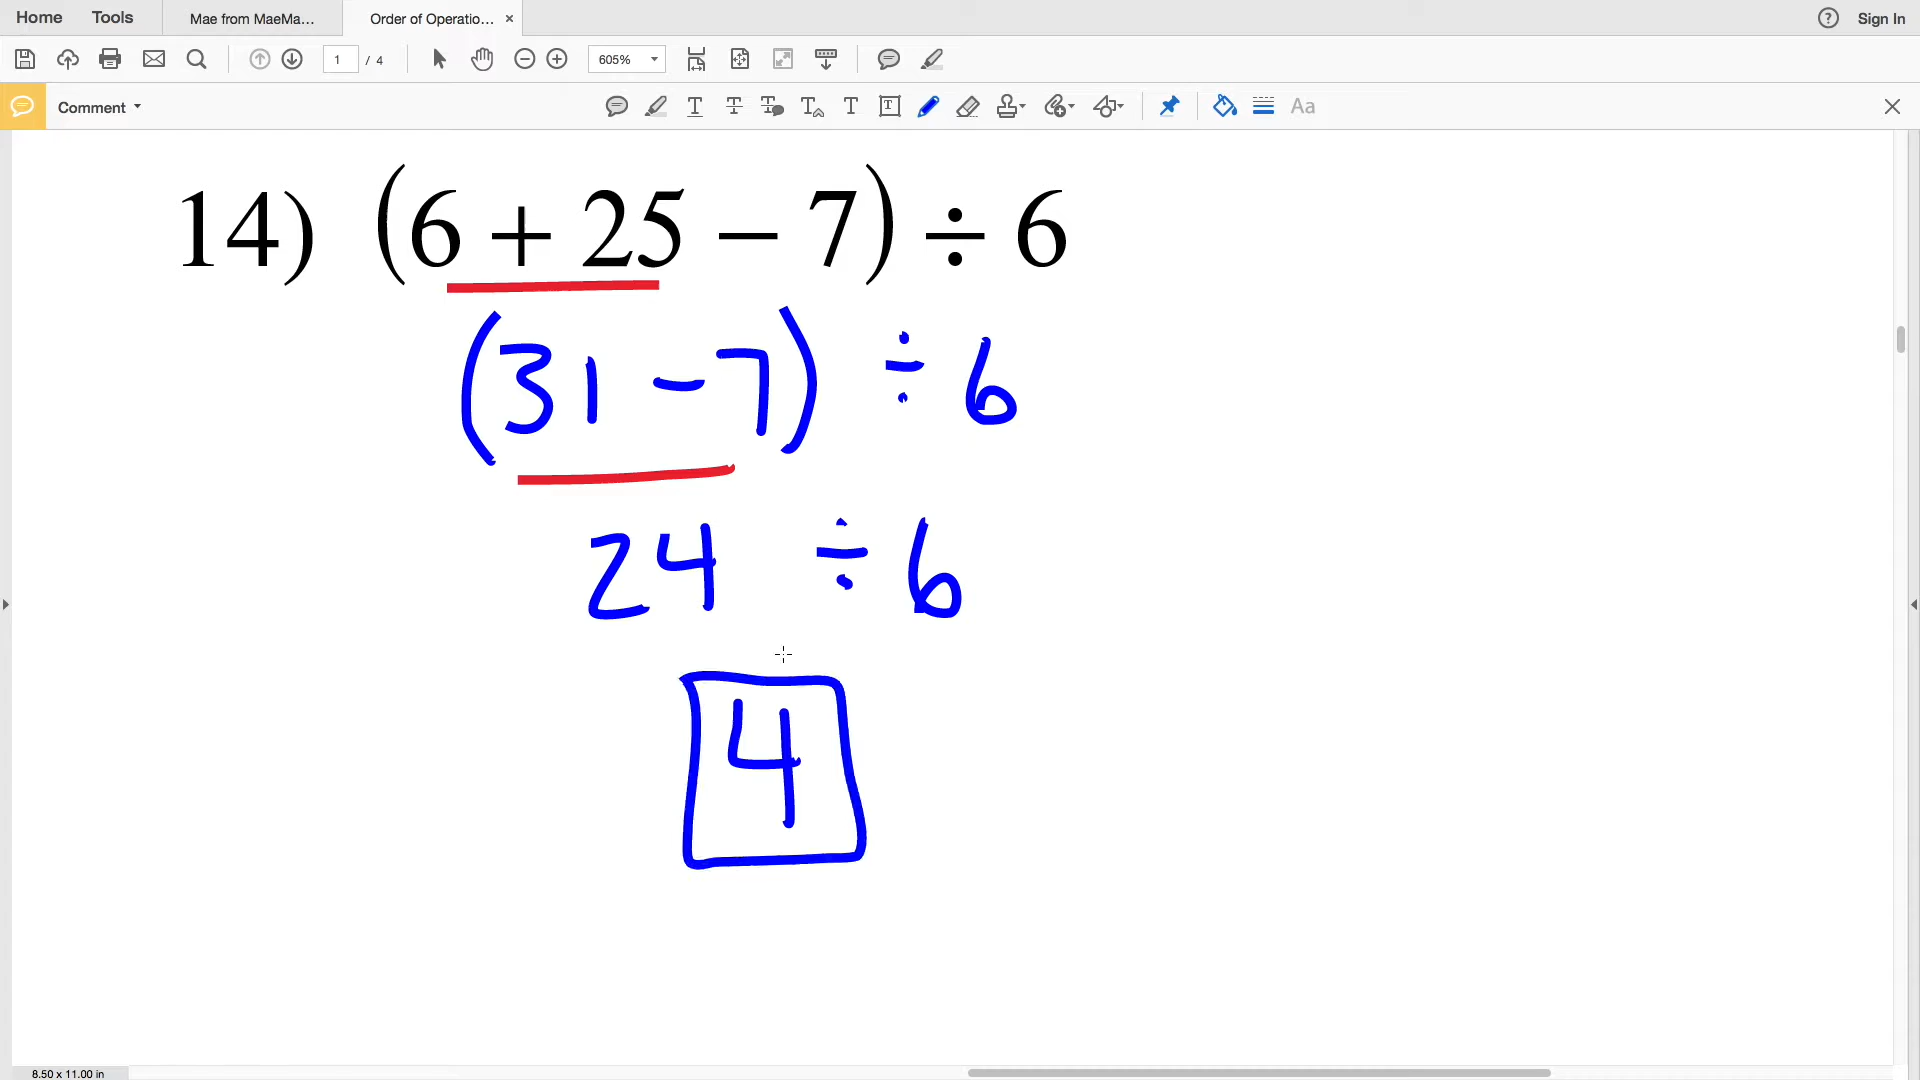 Home Tools Mae from MaeMa... Order of Operatio... × ? Sign In
1 / 4 605%
Comment T T T T T T Aa
14) (6 + 25 − 7) ÷ 6
(31 − 7) ÷ 6
24 ÷ 6
4
8.50 x 11.00 in